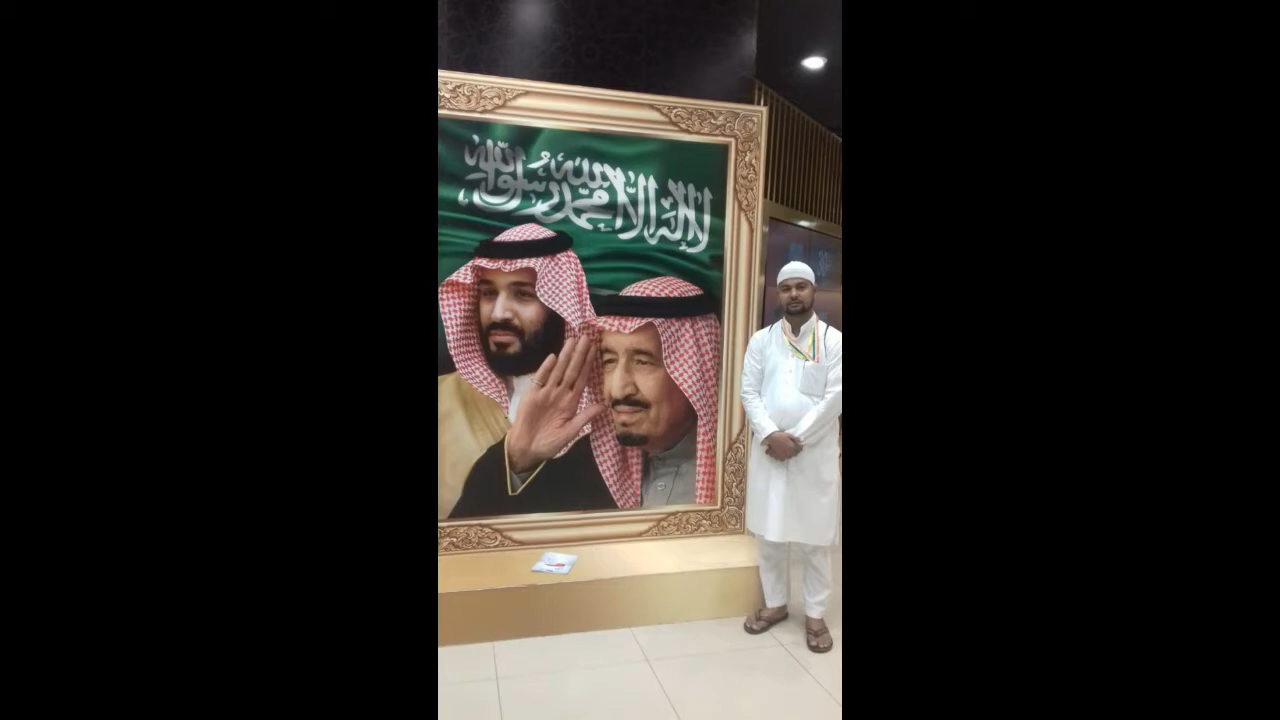 لا إله إلا الله محمد رسول الله